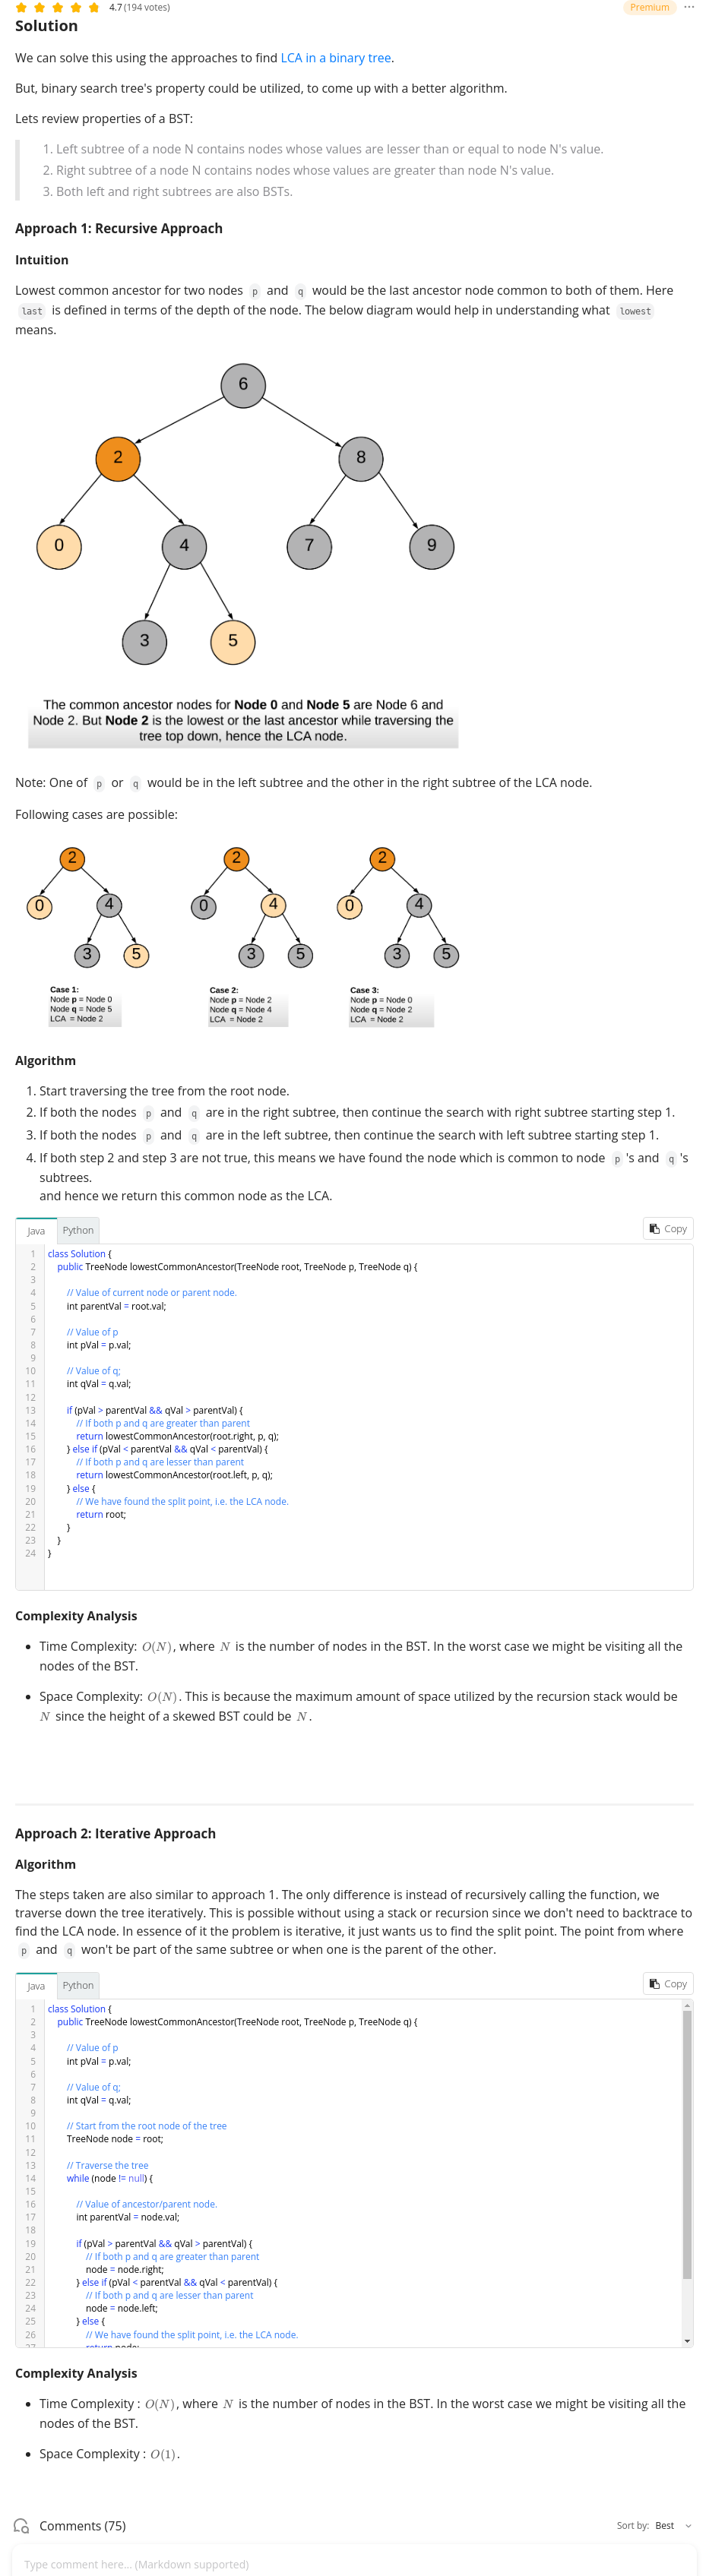 4.7 (194 votes)
Premium
Solution
We can solve this using the approaches to find LCA in a binary tree.
But, binary search tree's property could be utilized, to come up with a better algorithm.
Lets review properties of a BST:
1. Left subtree of a node N contains nodes whose values are lesser than or equal to node N's value.
2. Right subtree of a node N contains nodes whose values are greater than node N's value.
3. Both left and right subtrees are also BSTs.
Approach 1: Recursive Approach
Intuition
Lowest common ancestor for two nodes p and q would be the last ancestor node common to both of them. Here
last is defined in terms of the depth of the node. The below diagram would help in understanding what lowest
means.
6
2 8
0 4 7 9
3 5
The common ancestor nodes for Node 0 and Node 5 are Node 6 and
Node 2. But Node 2 is the lowest or the last ancestor while traversing the
tree top down, hence the LCA node.
Note: One of p or q would be in the left subtree and the other in the right subtree of the LCA node.
Following cases are possible:
2 2 2
0 4 0 4 0 4
3 5 3 5 3 5
Case 1:
Node p = Node 0
Node q = Node 5
LCA = Node 2
Case 2:
Node p = Node 2
Node q = Node 4
LCA = Node 2
Case 3:
Node p = Node 0
Node q = Node 2
LCA = Node 2
Algorithm
1. Start traversing the tree from the root node.
2. If both the nodes p and q are in the right subtree, then continue the search with right subtree starting step 1.
3. If both the nodes p and q are in the left subtree, then continue the search with left subtree starting step 1.
4. If both step 2 and step 3 are not true, this means we have found the node which is common to node p 's and q 's
subtrees.
and hence we return this common node as the LCA.
Java Python Copy
1 class Solution {
2 public TreeNode lowestCommonAncestor(TreeNode root, TreeNode p, TreeNode q) {
3
4 // Value of current node or parent node.
5 int parentVal = root.val;
6
7 // Value of p
8 int pVal = p.val;
9
10 // Value of q;
11 int qVal = q.val;
12
13 if (pVal > parentVal && qVal > parentVal) {
14 // If both p and q are greater than parent
15 return lowestCommonAncestor(root.right, p, q);
16 } else if (pVal < parentVal && qVal < parentVal) {
17 // If both p and q are lesser than parent
18 return lowestCommonAncestor(root.left, p, q);
19 } else {
20 // We have found the split point, i.e. the LCA node.
21 return root;
22 }
23 }
24 }
Complexity Analysis
• Time Complexity: O(N), where N is the number of nodes in the BST. In the worst case we might be visiting all the
nodes of the BST.
• Space Complexity: O(N). This is because the maximum amount of space utilized by the recursion stack would be
N since the height of a skewed BST could be N.
Approach 2: Iterative Approach
Algorithm
The steps taken are also similar to approach 1. The only difference is instead of recursively calling the function, we
traverse down the tree iteratively. This is possible without using a stack or recursion since we don't need to backtrace to
find the LCA node. In essence of it the problem is iterative, it just wants us to find the split point. The point from where
p and q won't be part of the same subtree or when one is the parent of the other.
Java Python Copy
1 class Solution {
2 public TreeNode lowestCommonAncestor(TreeNode root, TreeNode p, TreeNode q) {
3
4 // Value of p
5 int pVal = p.val;
6
7 // Value of q;
8 int qVal = q.val;
9
10 // Start from the root node of the tree
11 TreeNode node = root;
12
13 // Traverse the tree
14 while (node != null) {
15
16 // Value of ancestor/parent node.
17 int parentVal = node.val;
18
19 if (pVal > parentVal && qVal > parentVal) {
20 // If both p and q are greater than parent
21 node = node.right;
22 } else if (pVal < parentVal && qVal < parentVal) {
23 // If both p and q are lesser than parent
24 node = node.left;
25 } else {
26 // We have found the split point, i.e. the LCA node.
27 return node;
Complexity Analysis
• Time Complexity : O(N), where N is the number of nodes in the BST. In the worst case we might be visiting all the
nodes of the BST.
• Space Complexity : O(1).
Comments (75)
Sort by: Best
Type comment here... (Markdown supported)